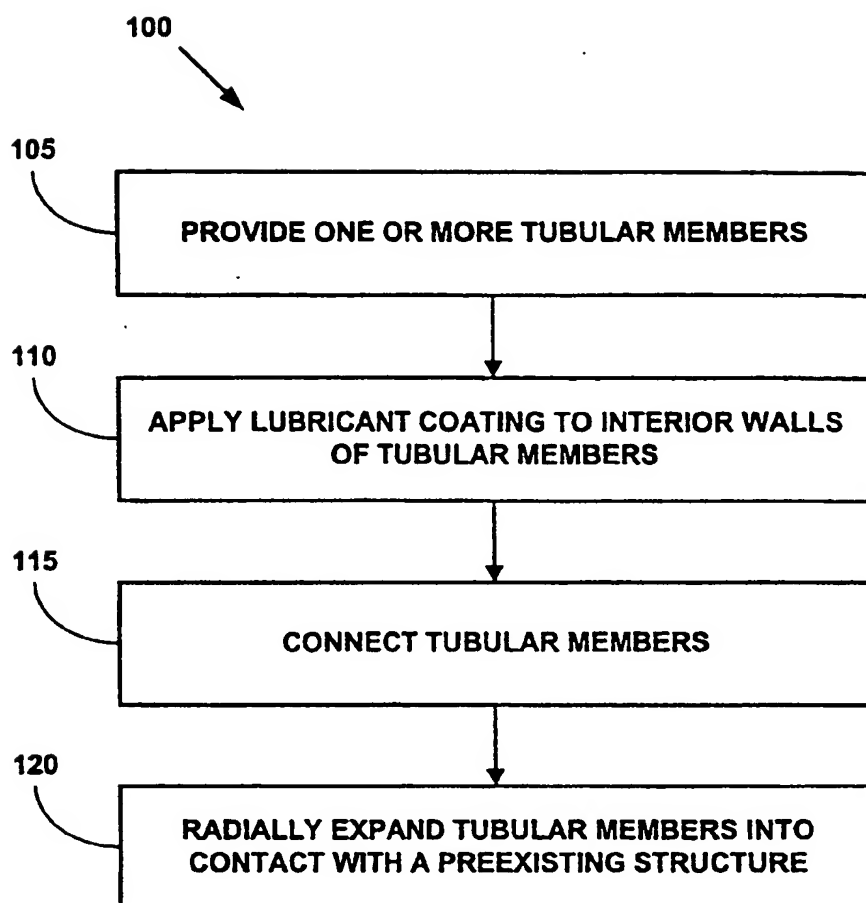 100
105
PROVIDE ONE OR MORE TUBULAR MEMBERS
110
APPLY LUBRICANT COATING TO INTERIOR WALLS
OF TUBULAR MEMBERS
115
CONNECT TUBULAR MEMBERS
120
RADIALLY EXPAND TUBULAR MEMBERS INTO
CONTACT WITH A PREEXISTING STRUCTURE